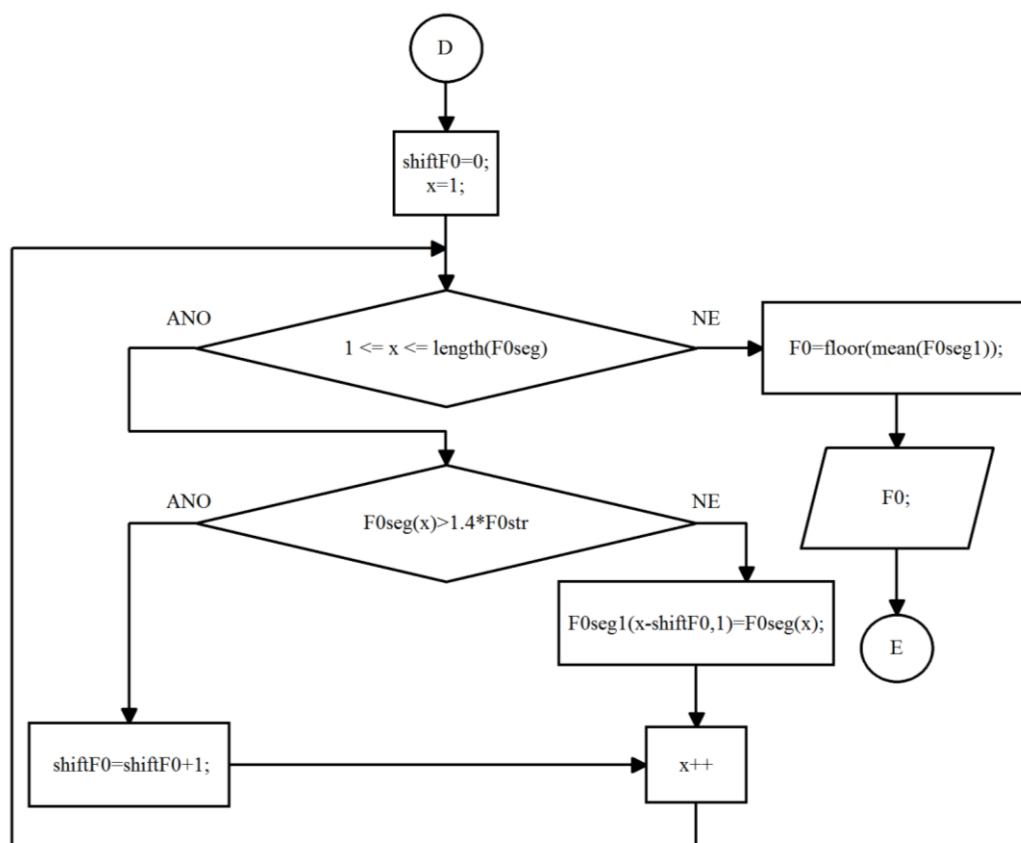 D
shiftF0=0;
x=1;
ANO
1 <= x <= length(F0seg)
NE
F0=floor(mean(F0seg1));
F0;
E
ANO
F0seg(x)>1.4*F0str
NE
F0seg1(x-shiftF0,1)=F0seg(x);
shiftF0=shiftF0+1;
x++